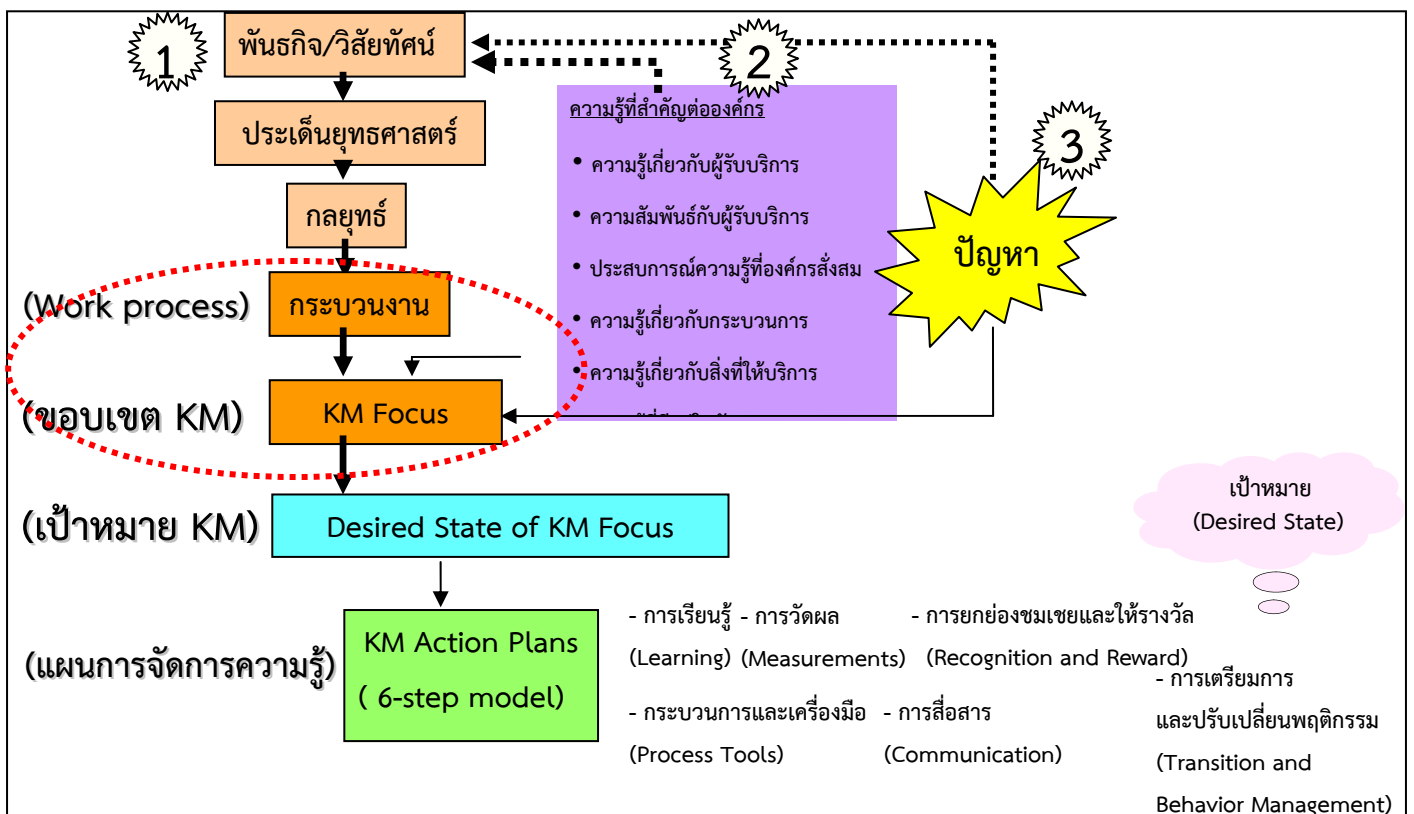 1
พันธกิจ/วิสัยทัศน์
2
ประเด็นยุทธศาสตร์
ความรู้ที่สำคัญต่อองค์กร
• ความรู้เกี่ยวกับผู้รับบริการ
• ความสัมพันธ์กับผู้รับบริการ
• ประสบการณ์ความรู้ที่องค์กรสั่งสม
• ความรู้เกี่ยวกับกระบวนการ
• ความรู้เกี่ยวกับสิ่งที่ให้บริการ
3
ปัญหา
กลยุทธ์
(Work process)
กระบวนงาน
(ขอบเขต KM)
KM Focus
(เป้าหมาย KM)
Desired State of KM Focus
เป้าหมาย
(Desired State)
(แผนการจัดการความรู้)
KM Action Plans
( 6-step model)
- การเรียนรู้ - การวัดผล - การยกย่องชมเชยและให้รางวัล
(Learning) (Measurements) (Recognition and Reward)
- กระบวนการและเครื่องมือ - การสื่อสาร
(Process Tools) (Communication)
- การเตรียมการ
และปรับเปลี่ยนพฤติกรรม
(Transition and
Behavior Management)